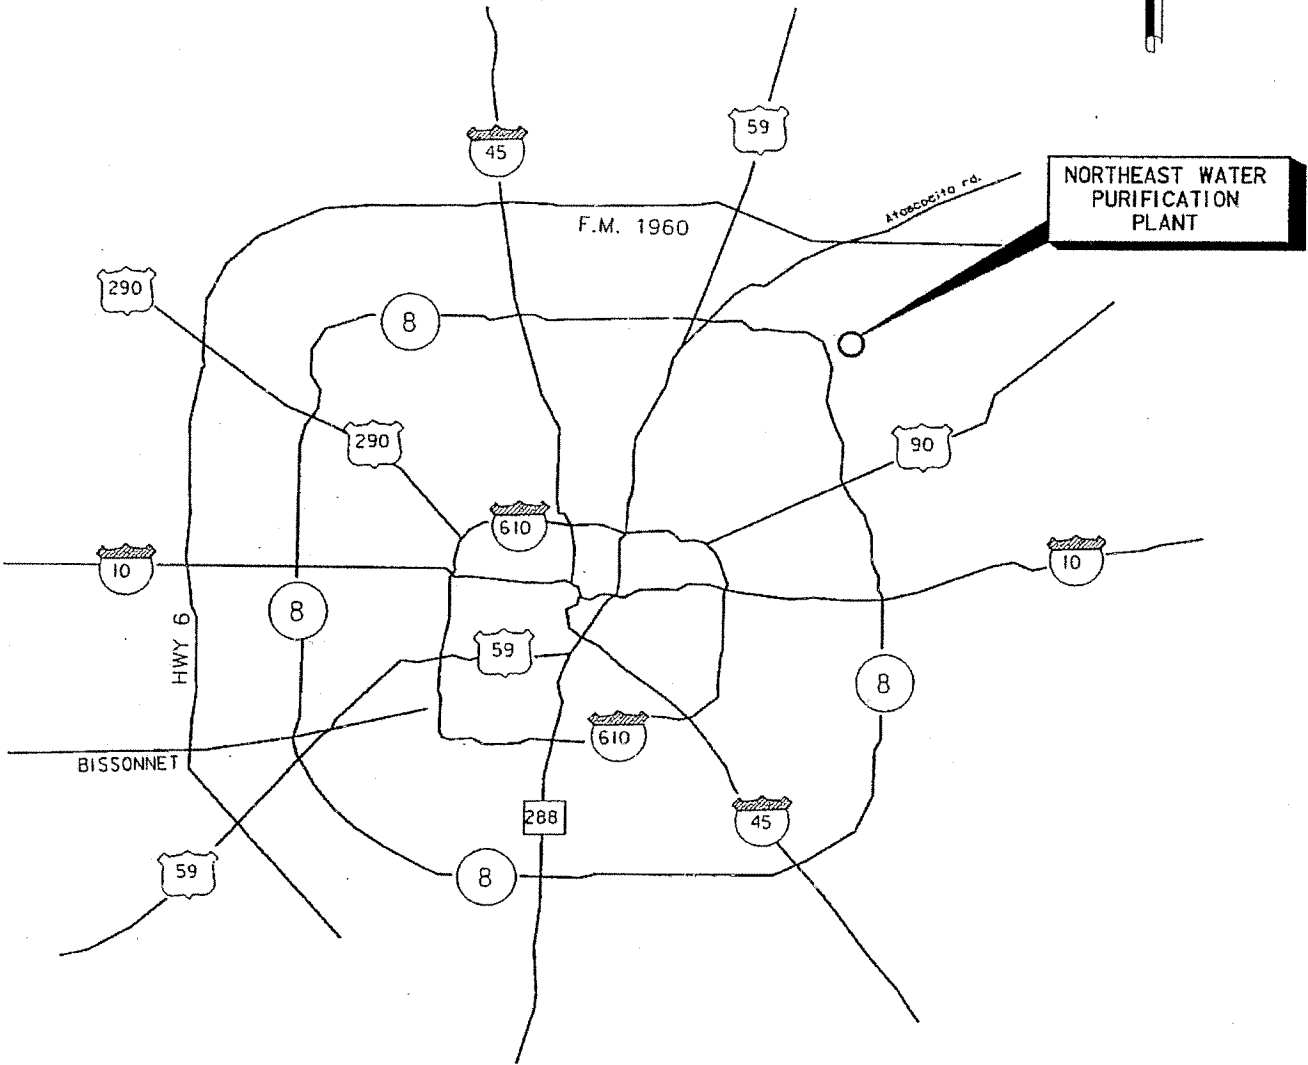 59
45
NORTHEAST WATER
PURIFICATION
PLANT
Atascocita rd.
F.M. 1960
290
8
290
90
610
10
10
8
HWY 6
59
8
610
BISSONNET
288
45
59
8